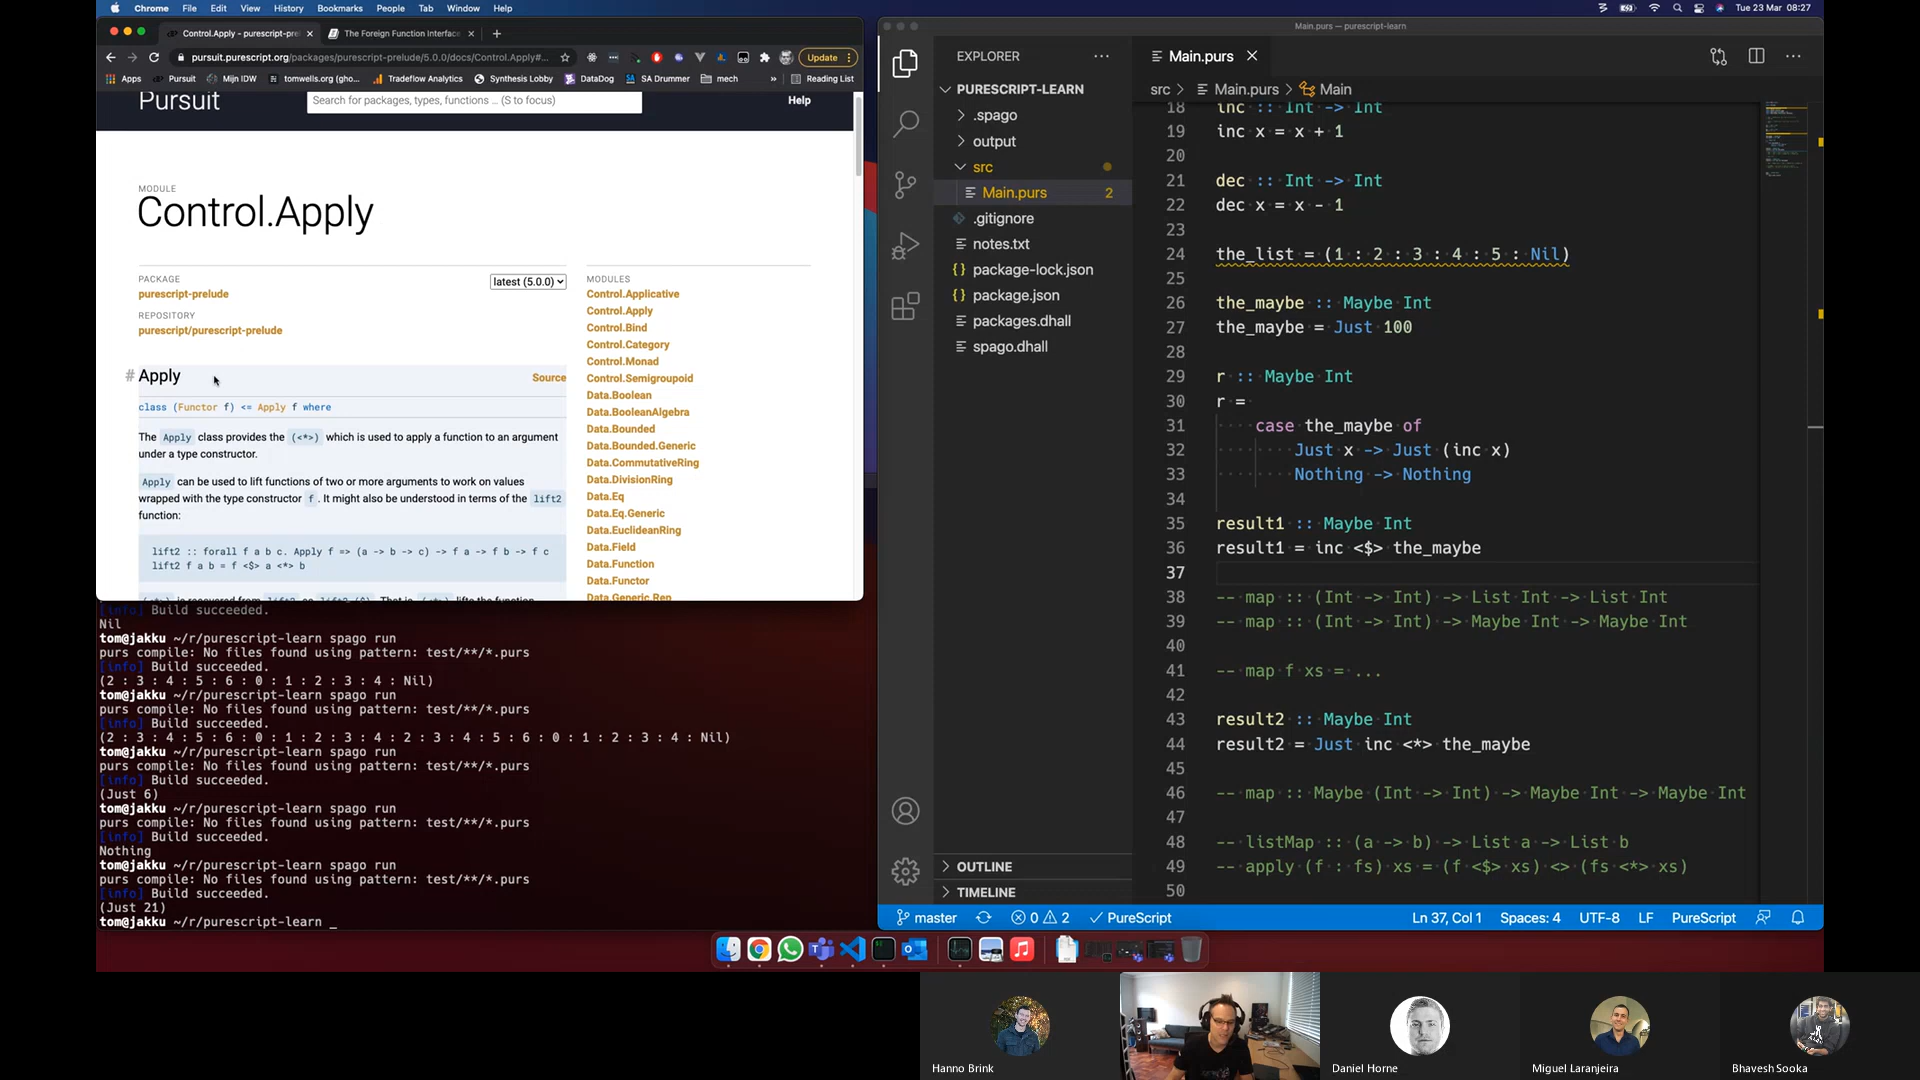 Chrome File Edit View History Bookmarks People Tab Window Help
Tue 23 Mar 08:27
Control.Apply - purescript-prel
The Foreign Function Interface
pursuit.purescript.org/packages/purescript-prelude/5.0.0/docs/Control.Apply#...
Update
Apps Pursuit Mijn IDW tomwells.org (gho... Tradeflow Analytics Synthesis Lobby DataDog SA Drummer mech » Reading List
Pursuit
Search for packages, types, functions ... (S to focus)
Help
MODULE
Control.Apply
PACKAGE
purescript-prelude
latest (5.0.0)
REPOSITORY
purescript/purescript-prelude
# Apply
Source
class (Functor f) <= Apply f where
The Apply class provides the (<*>) which is used to apply a function to an argument
under a type constructor.
Apply can be used to lift functions of two or more arguments to work on values
wrapped with the type constructor f. It might also be understood in terms of the lift2
function:
lift2 :: forall f a b c. Apply f => (a -> b -> c) -> f a -> f b -> f c
lift2 f a b = f <$> a <*> b
(<*>) is recovered from lift2 as lift2 ($). That is, (<*>) lifts the function
MODULES
Control.Applicative
Control.Apply
Control.Bind
Control.Category
Control.Monad
Control.Semigroupoid
Data.Boolean
Data.BooleanAlgebra
Data.Bounded
Data.Bounded.Generic
Data.CommutativeRing
Data.DivisionRing
Data.Eq
Data.Eq.Generic
Data.EuclideanRing
Data.Field
Data.Function
Data.Functor
Data.Generic.Rep
[info] Build succeeded.
Nil
tom@jakku ~/r/purescript-learn spago run
purs compile: No files found using pattern: test/**/*.purs
[info] Build succeeded.
(2 : 3 : 4 : 5 : 6 : 0 : 1 : 2 : 3 : 4 : Nil)
tom@jakku ~/r/purescript-learn spago run
purs compile: No files found using pattern: test/**/*.purs
[info] Build succeeded.
(2 : 3 : 4 : 5 : 6 : 0 : 1 : 2 : 3 : 4 : 2 : 3 : 4 : 5 : 6 : 0 : 1 : 2 : 3 : 4 : Nil)
tom@jakku ~/r/purescript-learn spago run
purs compile: No files found using pattern: test/**/*.purs
[info] Build succeeded.
(Just 6)
tom@jakku ~/r/purescript-learn spago run
purs compile: No files found using pattern: test/**/*.purs
[info] Build succeeded.
Nothing
tom@jakku ~/r/purescript-learn spago run
purs compile: No files found using pattern: test/**/*.purs
[info] Build succeeded.
(Just 21)
tom@jakku ~/r/purescript-learn _
Main.purs — purescript-learn
EXPLORER
PURESCRIPT-LEARN
.spago
output
src
Main.purs 2
.gitignore
notes.txt
package-lock.json
package.json
packages.dhall
spago.dhall
OUTLINE
TIMELINE
Main.purs
src > Main.purs > Main
18 inc :: Int -> Int
19 inc x = x + 1
20
21 dec :: Int -> Int
22 dec x = x - 1
23
24 the_list = (1 : 2 : 3 : 4 : 5 : Nil)
25
26 the_maybe :: Maybe Int
27 the_maybe = Just 100
28
29 r :: Maybe Int
30 r =
31 case the_maybe of
32 Just x -> Just (inc x)
33 Nothing -> Nothing
34
35 result1 :: Maybe Int
36 result1 = inc <$> the_maybe
37
38 -- map :: (Int -> Int) -> List Int -> List Int
39 -- map :: (Int -> Int) -> Maybe Int -> Maybe Int
40
41 -- map f xs = ...
42
43 result2 :: Maybe Int
44 result2 = Just inc <*> the_maybe
45
46 -- map :: Maybe (Int -> Int) -> Maybe Int -> Maybe Int
47
48 -- listMap :: (a -> b) -> List a -> List b
49 -- apply (f : fs) xs = (f <$> xs) <> (fs <*> xs)
50
master 0 2 PureScript
Ln 37, Col 1 Spaces: 4 UTF-8 LF PureScript
Hanno Brink
Daniel Horne
Miguel Laranjeira
Bhavesh Sooka